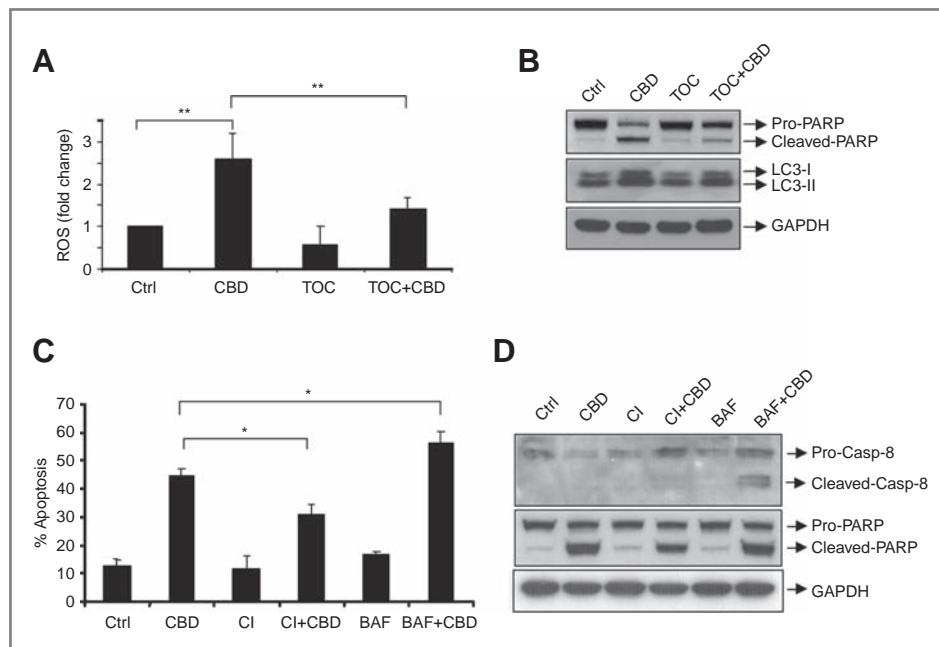 A
**
**
ROS (fold change)
3
2
1
0
Ctrl CBD TOC TOC+CBD
B
Ctrl CBD TOC TOC+CBD
Pro-PARP
Cleaved-PARP
LC3-I
LC3-II
GAPDH
C
*
*
% Apoptosis
70
60
50
40
30
20
10
0
Ctrl CBD CI CI+CBD BAF BAF+CBD
D
Ctrl CBD CI CI+CBD BAF BAF+CBD
Pro-Casp-8
Cleaved-Casp-8
Pro-PARP
Cleaved-PARP
GAPDH